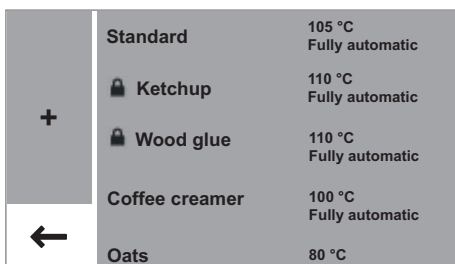 Standard 105 °C
Fully automatic
Ketchup 110 °C
Fully automatic
+
Wood glue 110 °C
Fully automatic
Coffee creamer 100 °C
Fully automatic
Oats 80 °C